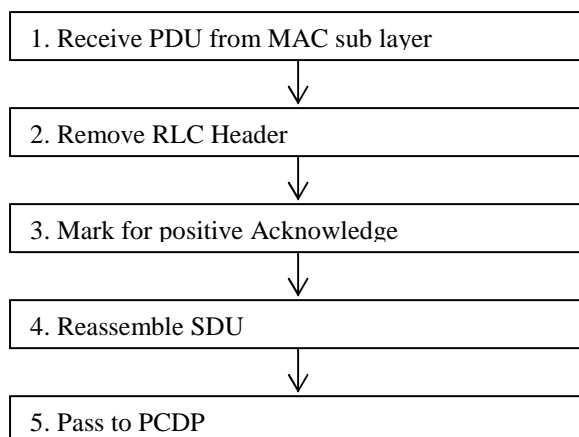 1. Receive PDU from MAC sub layer
2. Remove RLC Header
3. Mark for positive Acknowledge
4. Reassemble SDU
5. Pass to PCDP